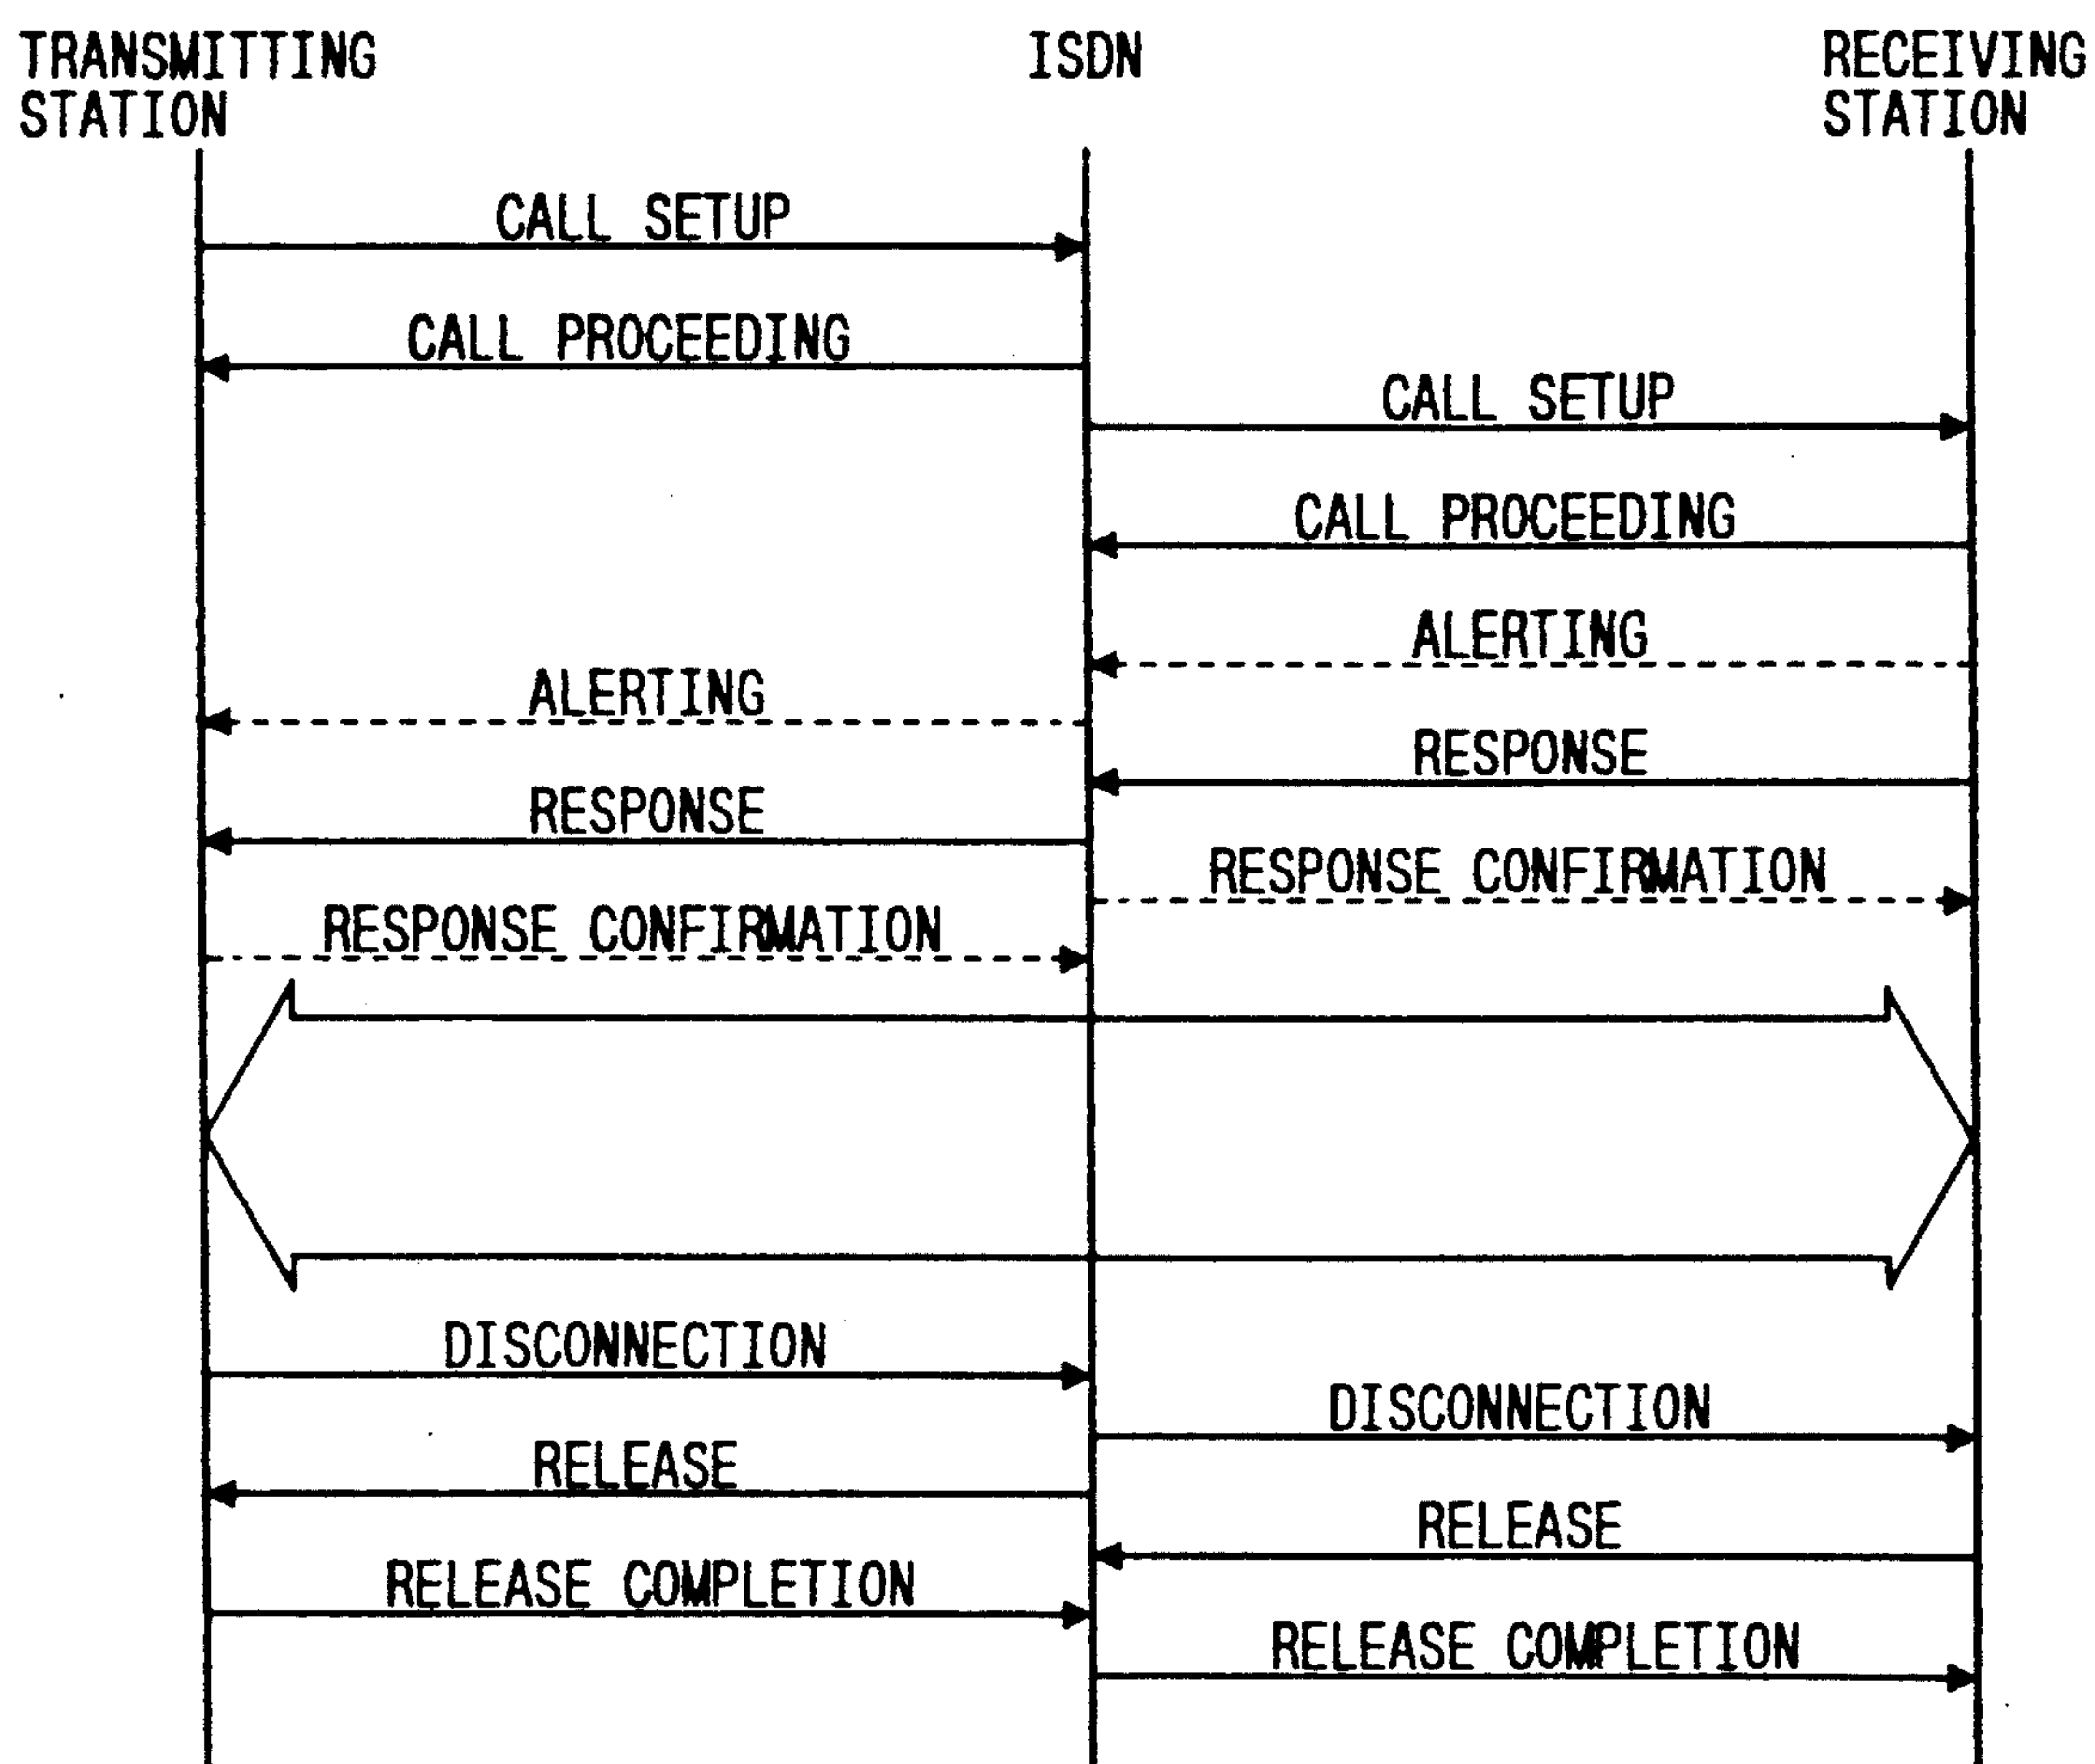 TRANSMITTING
STATION
ISDN
RECEIVING
STATION
CALL SETUP
CALL PROCEEDING
CALL SETUP
CALL PROCEEDING
ALERTING
ALERTING
RESPONSE
RESPONSE
RESPONSE CONFIRMATION
RESPONSE CONFIRMATION
DISCONNECTION
DISCONNECTION
RELEASE
RELEASE
RELEASE COMPLETION
RELEASE COMPLETION